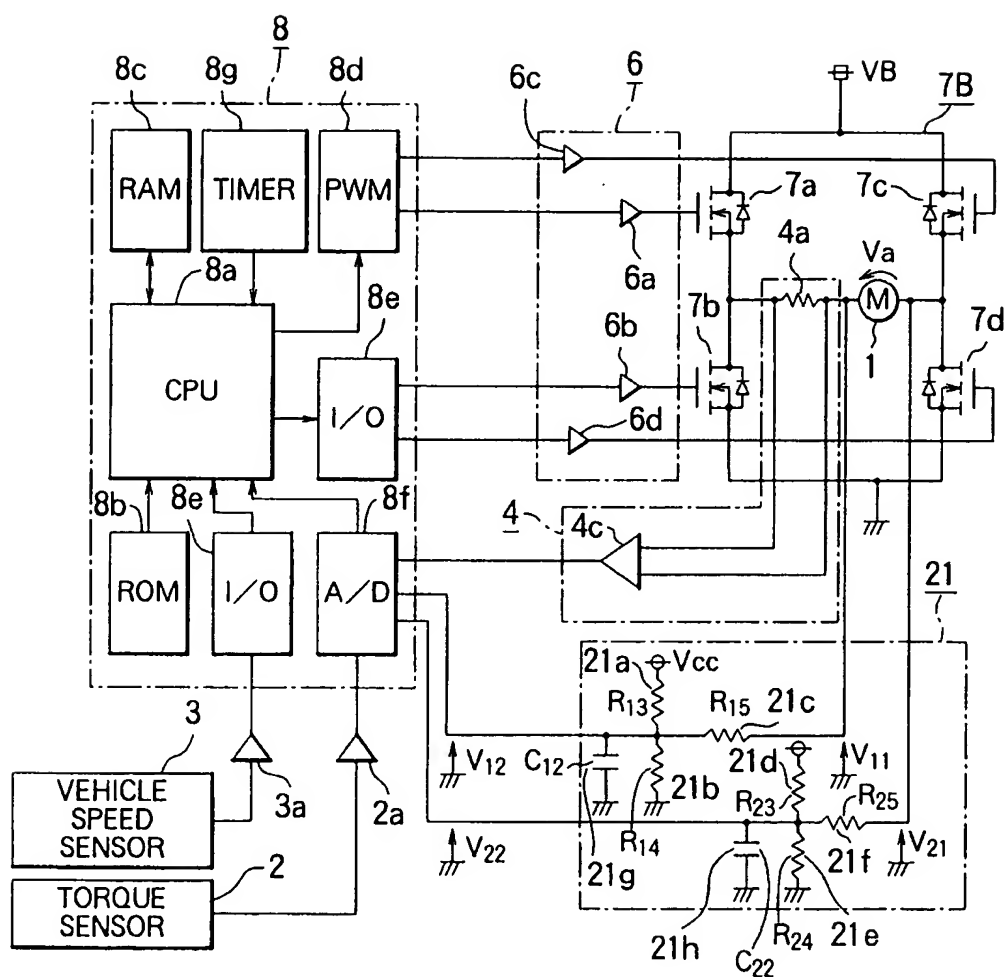 8
8c
8g
8d
6c
6
VB
7B
RAM
TIMER
PWM
7a
7c
8a
6a
4a
Va
8e
7b
M
1
7d
6b
CPU
I/O
6d
8b
8e
8f
4
4c
ROM
I/O
A/D
21
21a
Vcc
R13
R15
21c
3
V12
C12
21d
V11
VEHICLE
SPEED
SENSOR
3a
2a
21b
R23
R25
V22
R14
21f
V21
2
21g
TORQUE
SENSOR
21h
C22
R24
21e